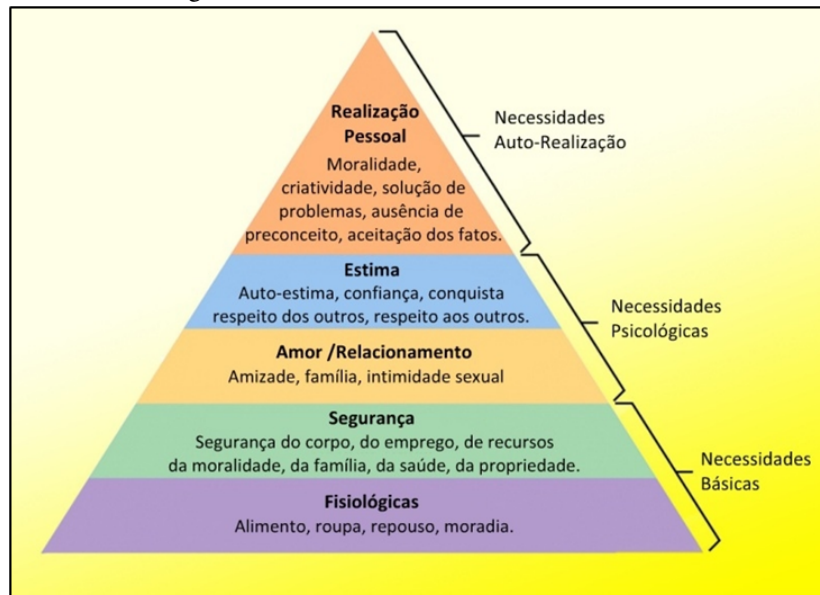 Realização
Pessoal
Moralidade,
criatividade, solução de
problemas, ausência de
preconceito, aceitação dos fatos.
Necessidades
Auto-Realização
Estima
Auto-estima, confiança, conquista
respeito dos outros, respeito aos outros.
Necessidades
Psicológicas
Amor /Relacionamento
Amizade, família, intimidade sexual
Segurança
Segurança do corpo, do emprego, de recursos
da moralidade, da família, da saúde, da propriedade.
Necessidades
Básicas
Fisiológicas
Alimento, roupa, repouso, moradia.